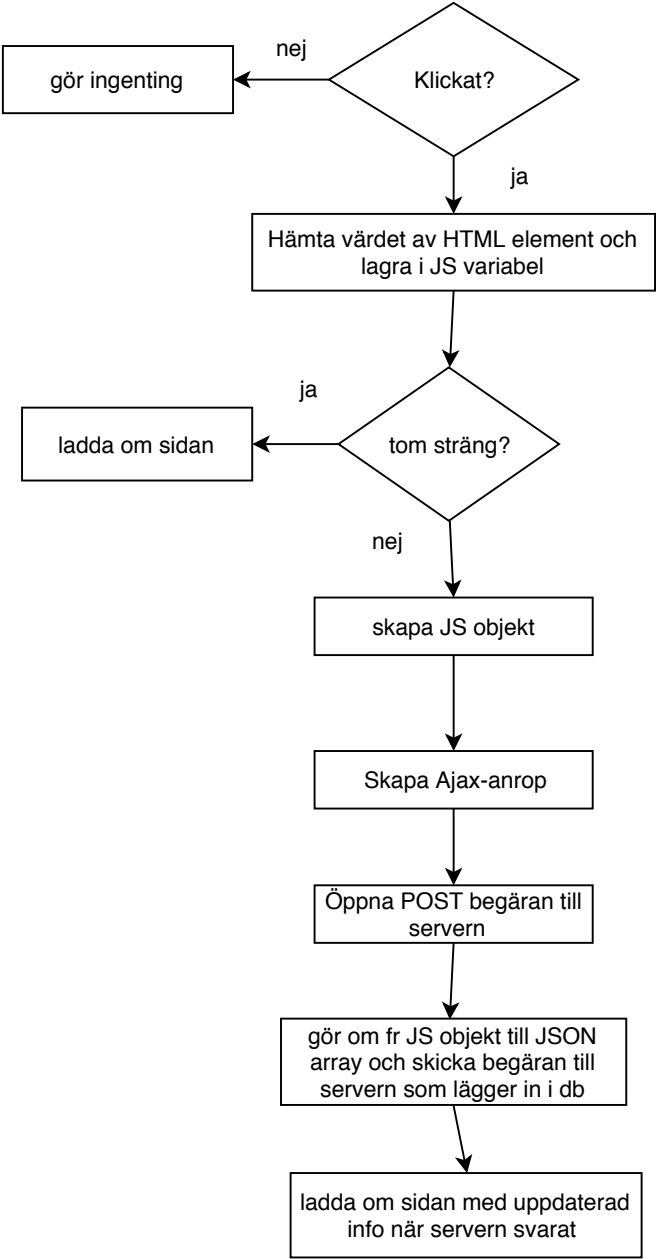 nej
Klickat?
gör ingenting
ja
Hämta värdet av HTML element och
lagra i JS variabel
ja
tom sträng?
ladda om sidan
nej
skapa JS objekt
Skapa Ajax-anrop
Öppna POST begäran till
servern
gör om fr JS objekt till JSON
array och skicka begäran till
servern som lägger in i db
ladda om sidan med uppdaterad
info när servern svarat